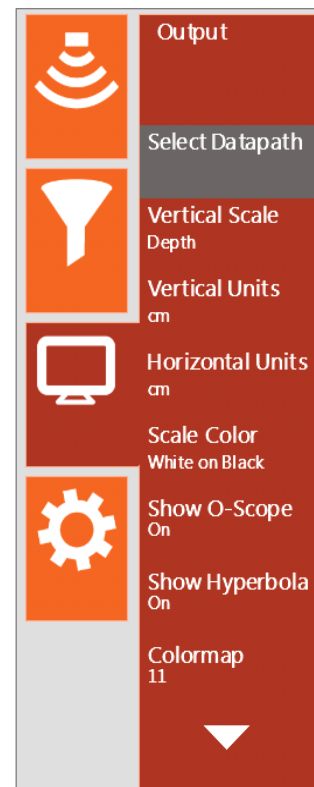 Output
Select Datapath
Vertical Scale
Depth
Vertical Units
cm
Horizontal Units
cm
Scale Color
White on Black
Show O-Scope
On
Show Hyperbola
On
Colormap
11